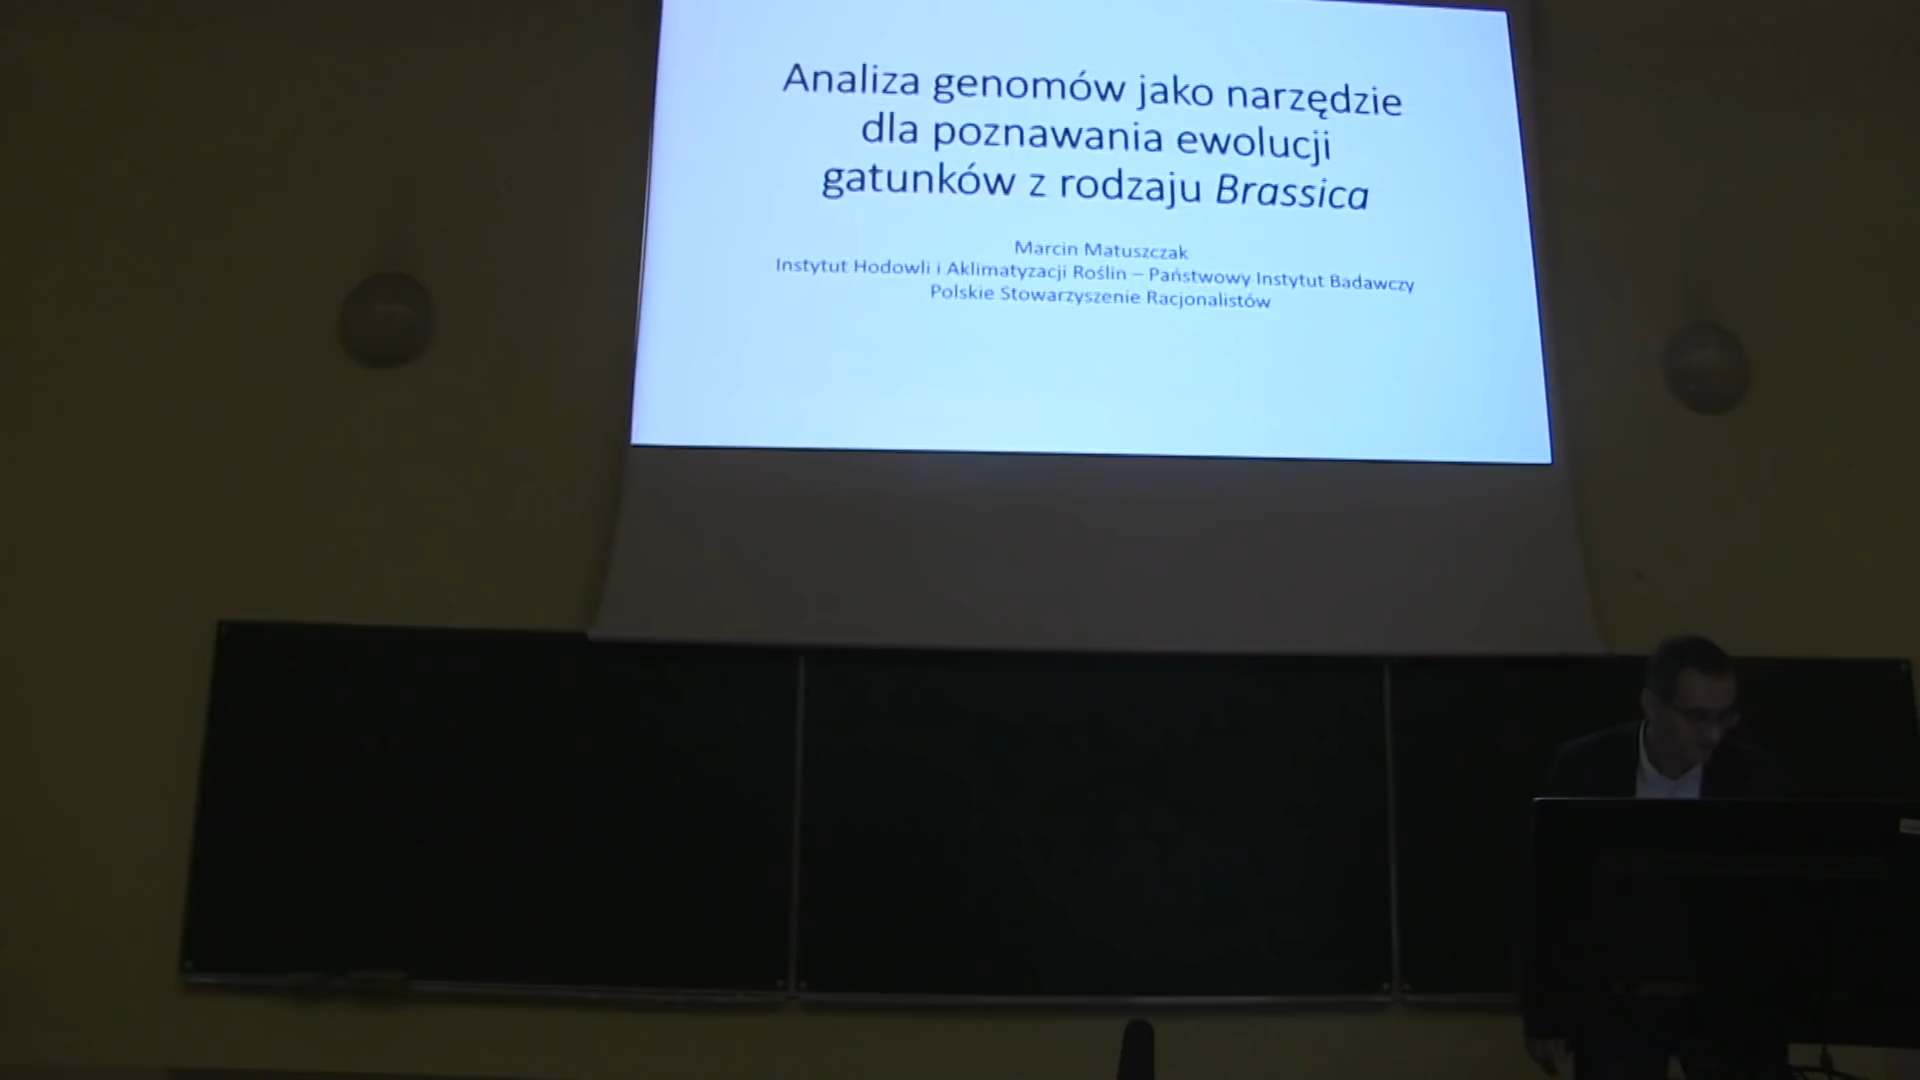 Analiza genomów jako narzędzie
dla poznawania ewolucji
gatunków z rodzaju Brassica
Marcin Matuszczak
Instytut Hodowli i Aklimatyzacji Roślin – Państwowy Instytut Badawczy
Polskie Stowarzyszenie Racjonalistów